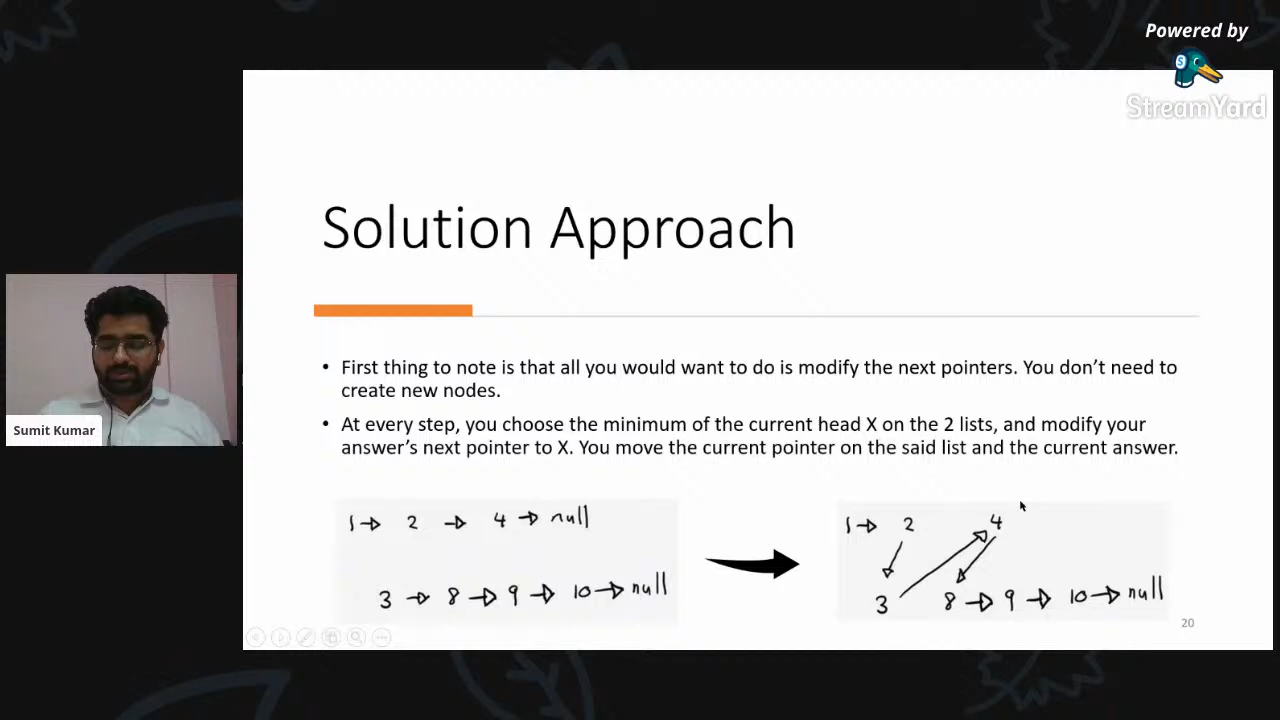 Powered by
StreamYard
Solution Approach
• First thing to note is that all you would want to do is modify the next pointers. You don’t need to
create new nodes.
• At every step, you choose the minimum of the current head X on the 2 lists, and modify your
answer’s next pointer to X. You move the current pointer on the said list and the current answer.
Sumit Kumar
1 → 2 → 4 → null
3 → 8 → 9 → 10 → null
1 → 2 4
3 8 → 9 → 10 → null
20